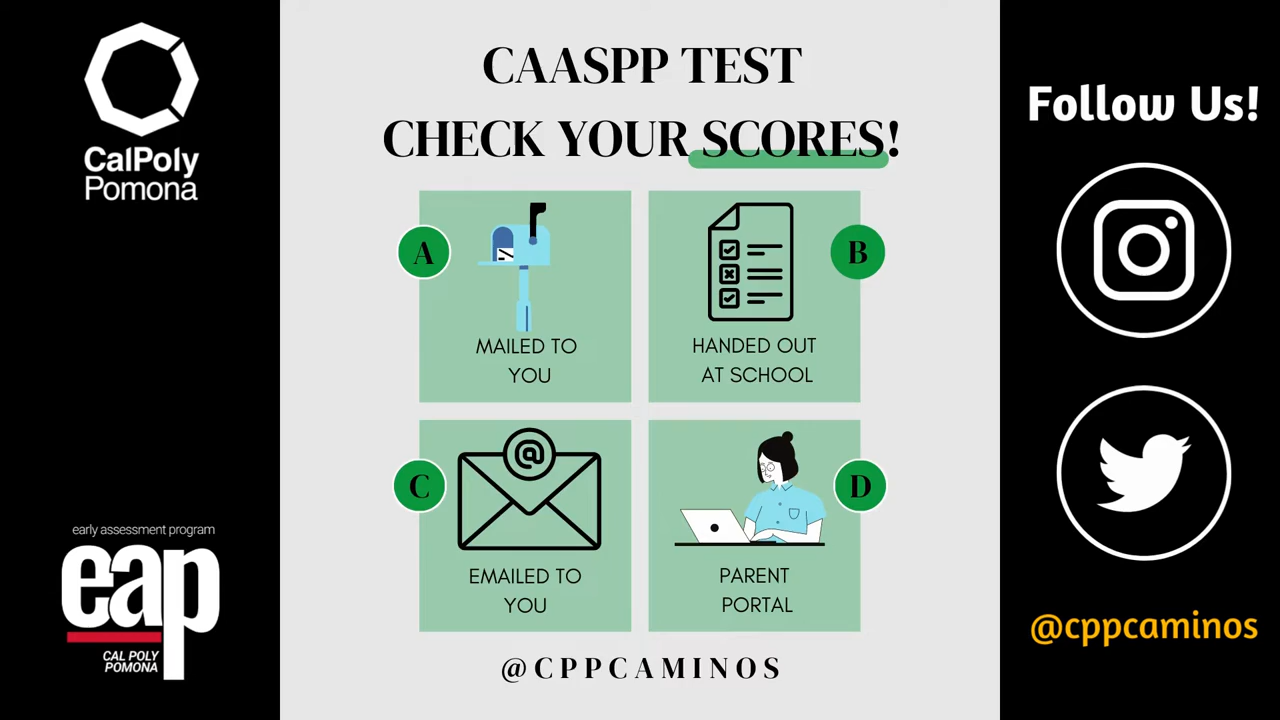 CalPoly
Pomona
early assessment program
eap
CAL POLY
POMONA
CAASPP TEST
CHECK YOUR SCORES!
A
MAILED TO
YOU
B
HANDED OUT
AT SCHOOL
C
@
EMAILED TO
YOU
D
PARENT
PORTAL
@CPPCAMINOS
Follow Us!
@cppcaminos